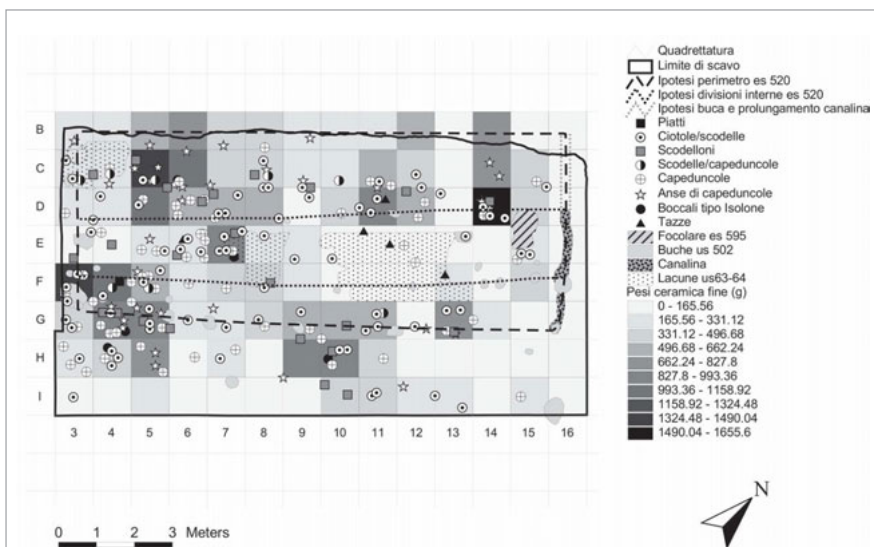 Quadrettatura
Limite di scavo
Ipotesi perimetro es 520
Ipotesi divisioni interne es 520
Ipotesi buca e prolungamento canalina
Piatti
Ciotole/scodelle
Scodelloni
Scodelle/capeduncole
Capeduncole
Anse di capeduncole
Boccali tipo Isolone
Tazze
Focolare es 595
Buche us 502
Canalina
Lacune us63-64
Pesi ceramica fine (g)
0 - 165.56
165.56 - 331.12
331.12 - 496.68
496.68 - 662.24
662.24 - 827.8
827.8 - 993.36
993.36 - 1158.92
1158.92 - 1324.48
1324.48 - 1490.04
1490.04 - 1655.6
B
C
D
E
F
G
H
I
3 4 5 6 7 8 9 10 11 12 13 14 15 16
N
0 1 2 3 Meters